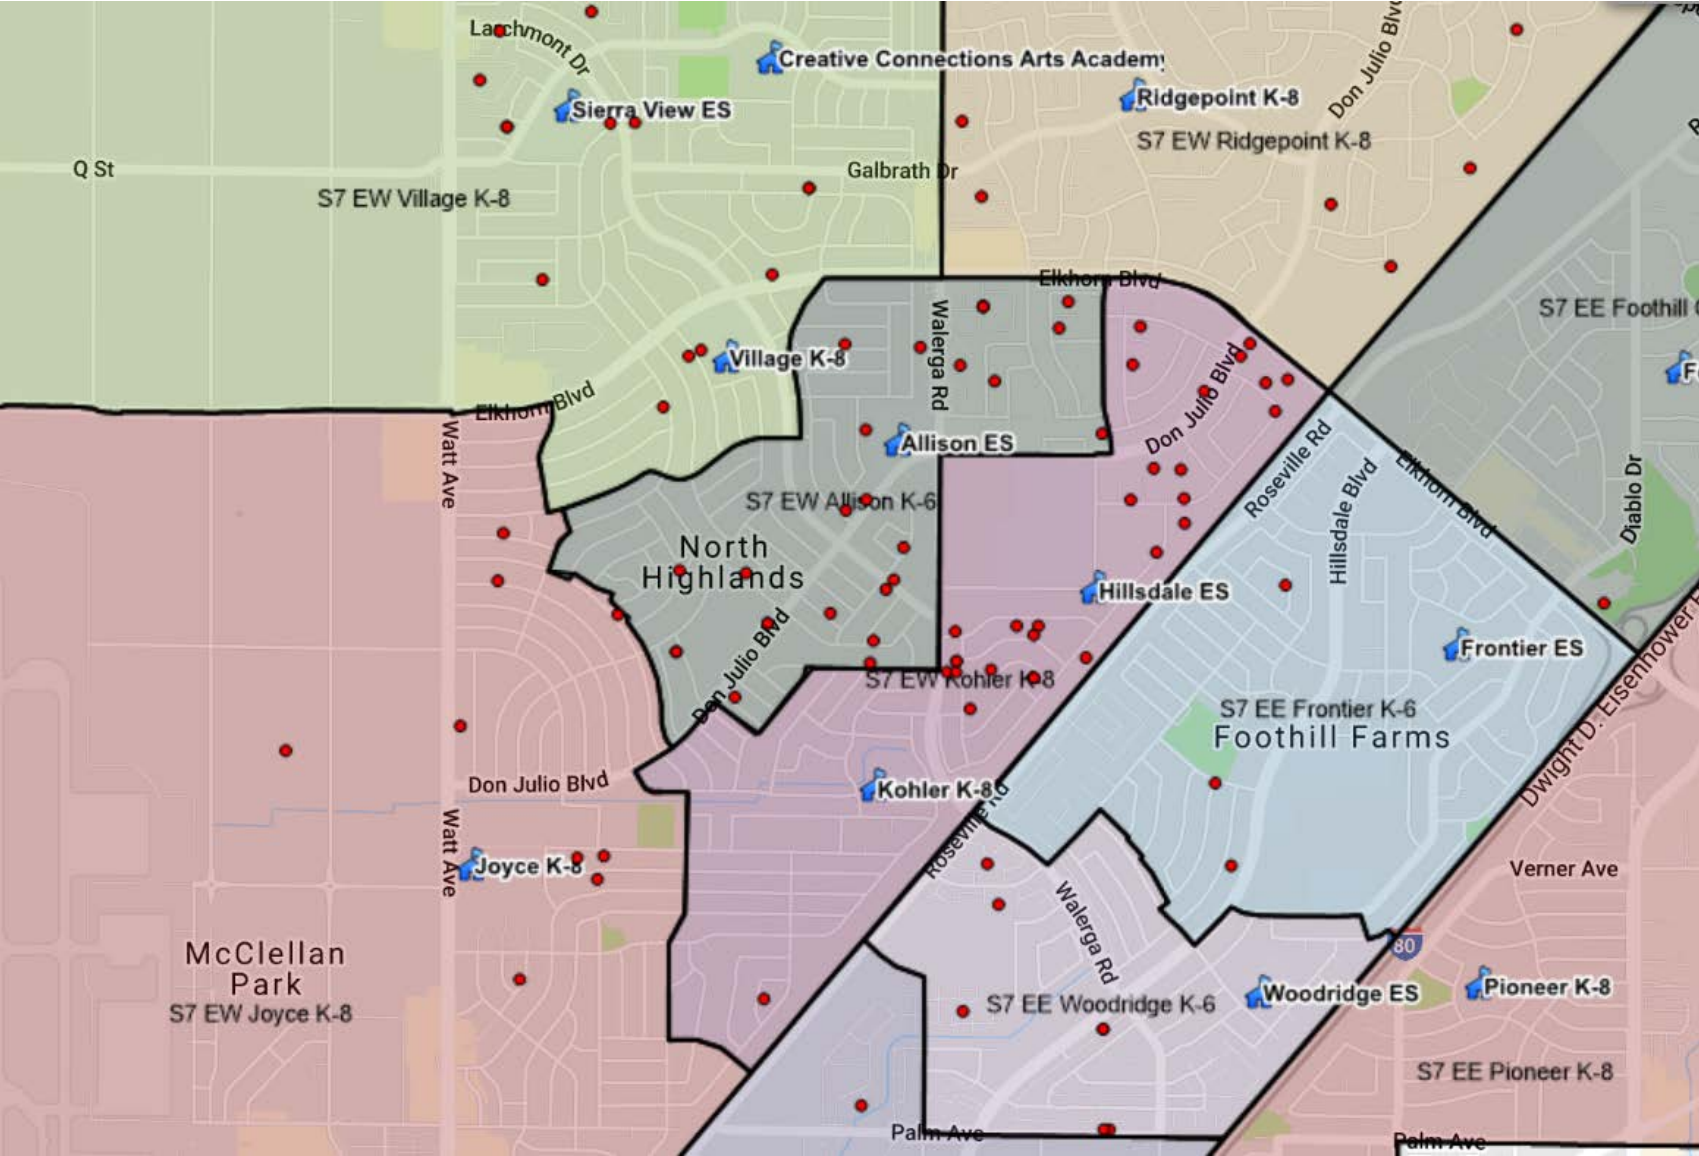 Larchmont Dr
Creative Connections Arts Academy
Don Julio Blvd
Ridgepoint K-8
Sierra View ES
S7 EW Ridgepoint K-8
Q St
Galbrath Dr
S7 EW Village K-8
Elkhorn Blvd
S7 EE Foothill
Walerga Rd
Village K-8
Don Julio Blvd
Elkhorn Blvd
Watt Ave
Allison ES
Roseville Rd
Hillsdale Blvd
Elkhorn Blvd
Diablo Dr
S7 EW Allison K-6
North
Highlands
Hillsdale ES
Frontier ES
Don Julio Blvd
S7 EW Kohler K-8
S7 EE Frontier K-6
Foothill Farms
Dwight D. Eisenhower
Don Julio Blvd
Kohler K-8
Roseville Rd
Watt Ave
Joyce K-8
Verner Ave
Walerga Rd
80
McClellan
Park
S7 EW Joyce K-8
Woodridge ES
Pioneer K-8
S7 EE Woodridge K-6
S7 EE Pioneer K-8
Palm Ave
Palm Ave